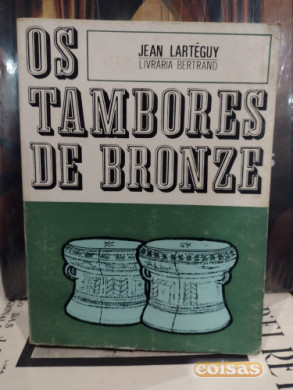 OS
JEAN LARTÉGUY
LIVRARIA BERTRAND
TAMBORES
DE BRONZE
coisas